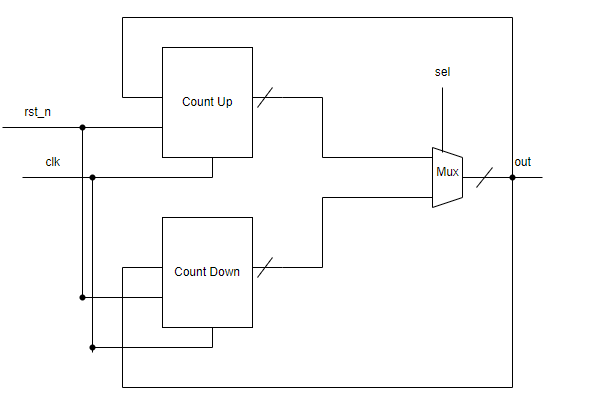 sel
Count Up
rst_n
clk
out
Mux
Count Down